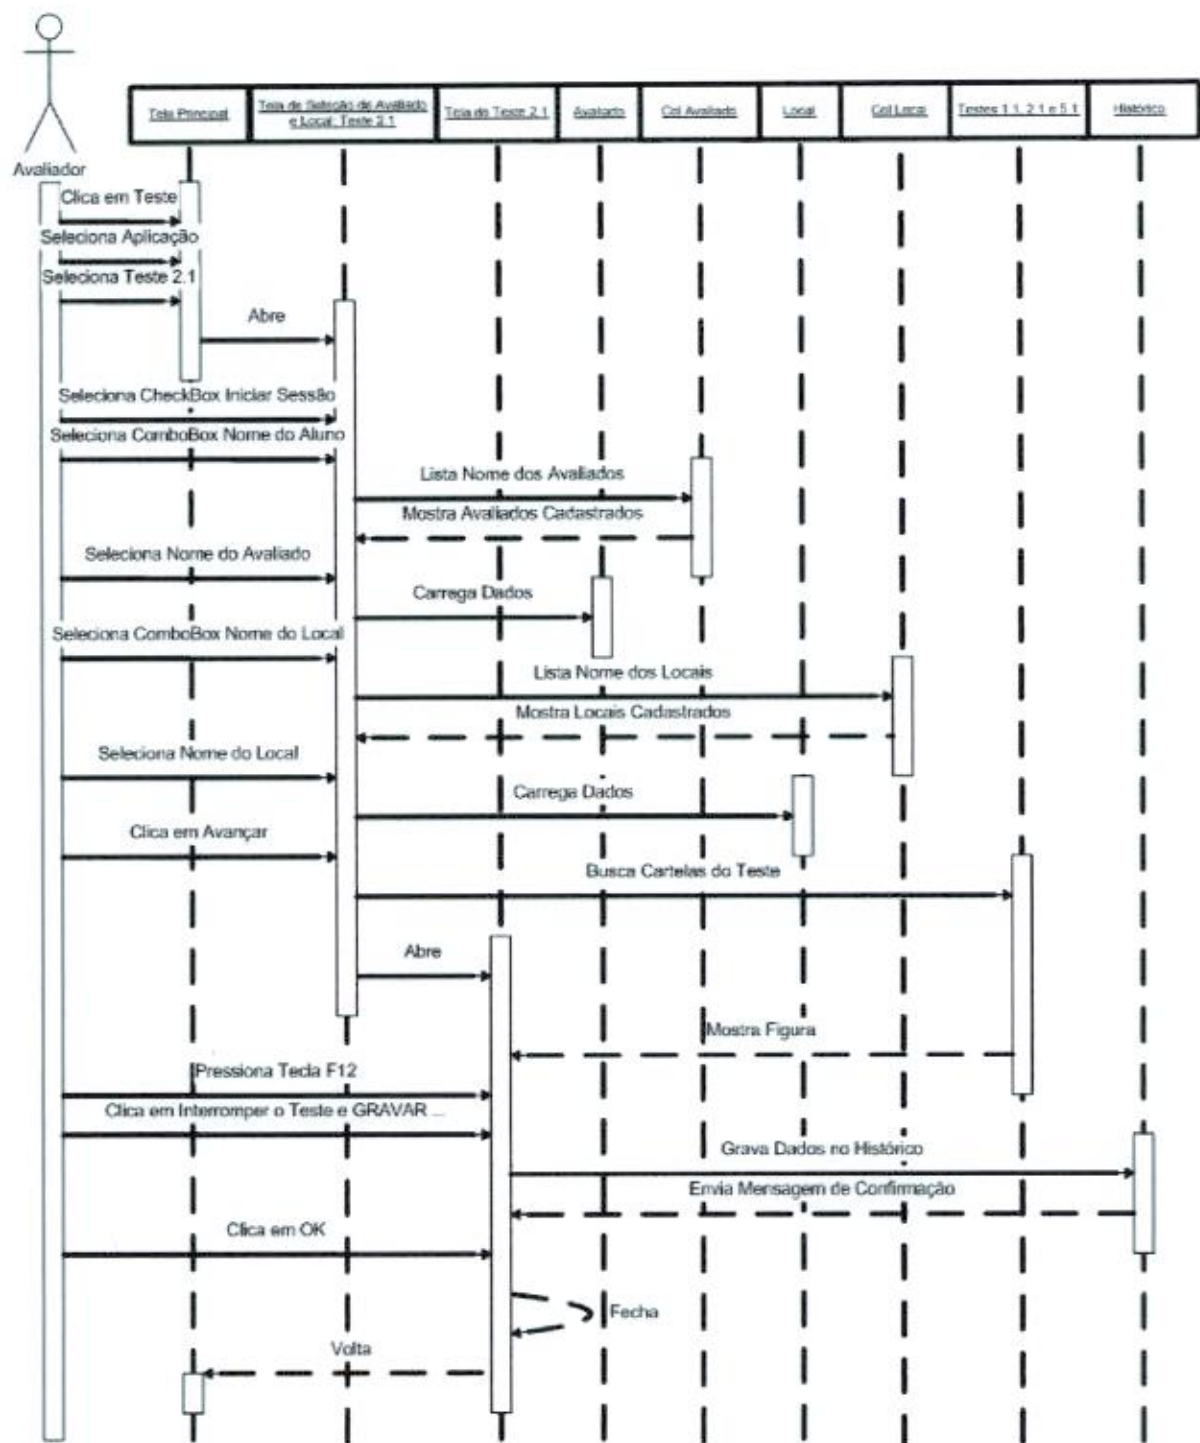 Avaliador
Tela Principal
Tela de Seleção de Avaliado
e Local: Teste 2.1
Tela do Teste 2.1
Avaliado
Col Avaliado
Local
Col Local
Testes 1.1, 2.1 e 5.1
Histórico
Clica em Teste
Seleciona Aplicação
Seleciona Teste 2.1
Abre
Seleciona CheckBox Iniciar Sessão
Seleciona ComboBox Nome do Aluno
Lista Nome dos Avaliados
Mostra Avaliados Cadastrados
Seleciona Nome do Avaliado
Carrega Dados
Seleciona ComboBox Nome do Local
Lista Nome dos Locais
Mostra Locais Cadastrados
Seleciona Nome do Local
Carrega Dados
Clica em Avançar
Busca Cartelas do Teste
Abre
Mostra Figura
Pressiona Tecla F12
Clica em Interromper o Teste e GRAVAR ...
Grava Dados no Histórico
Envia Mensagem de Confirmação
Clica em OK
Fecha
Volta